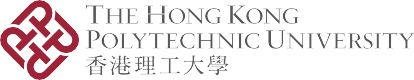 THE HONG KONG
POLYTECHNIC UNIVERSITY
香港理工大學